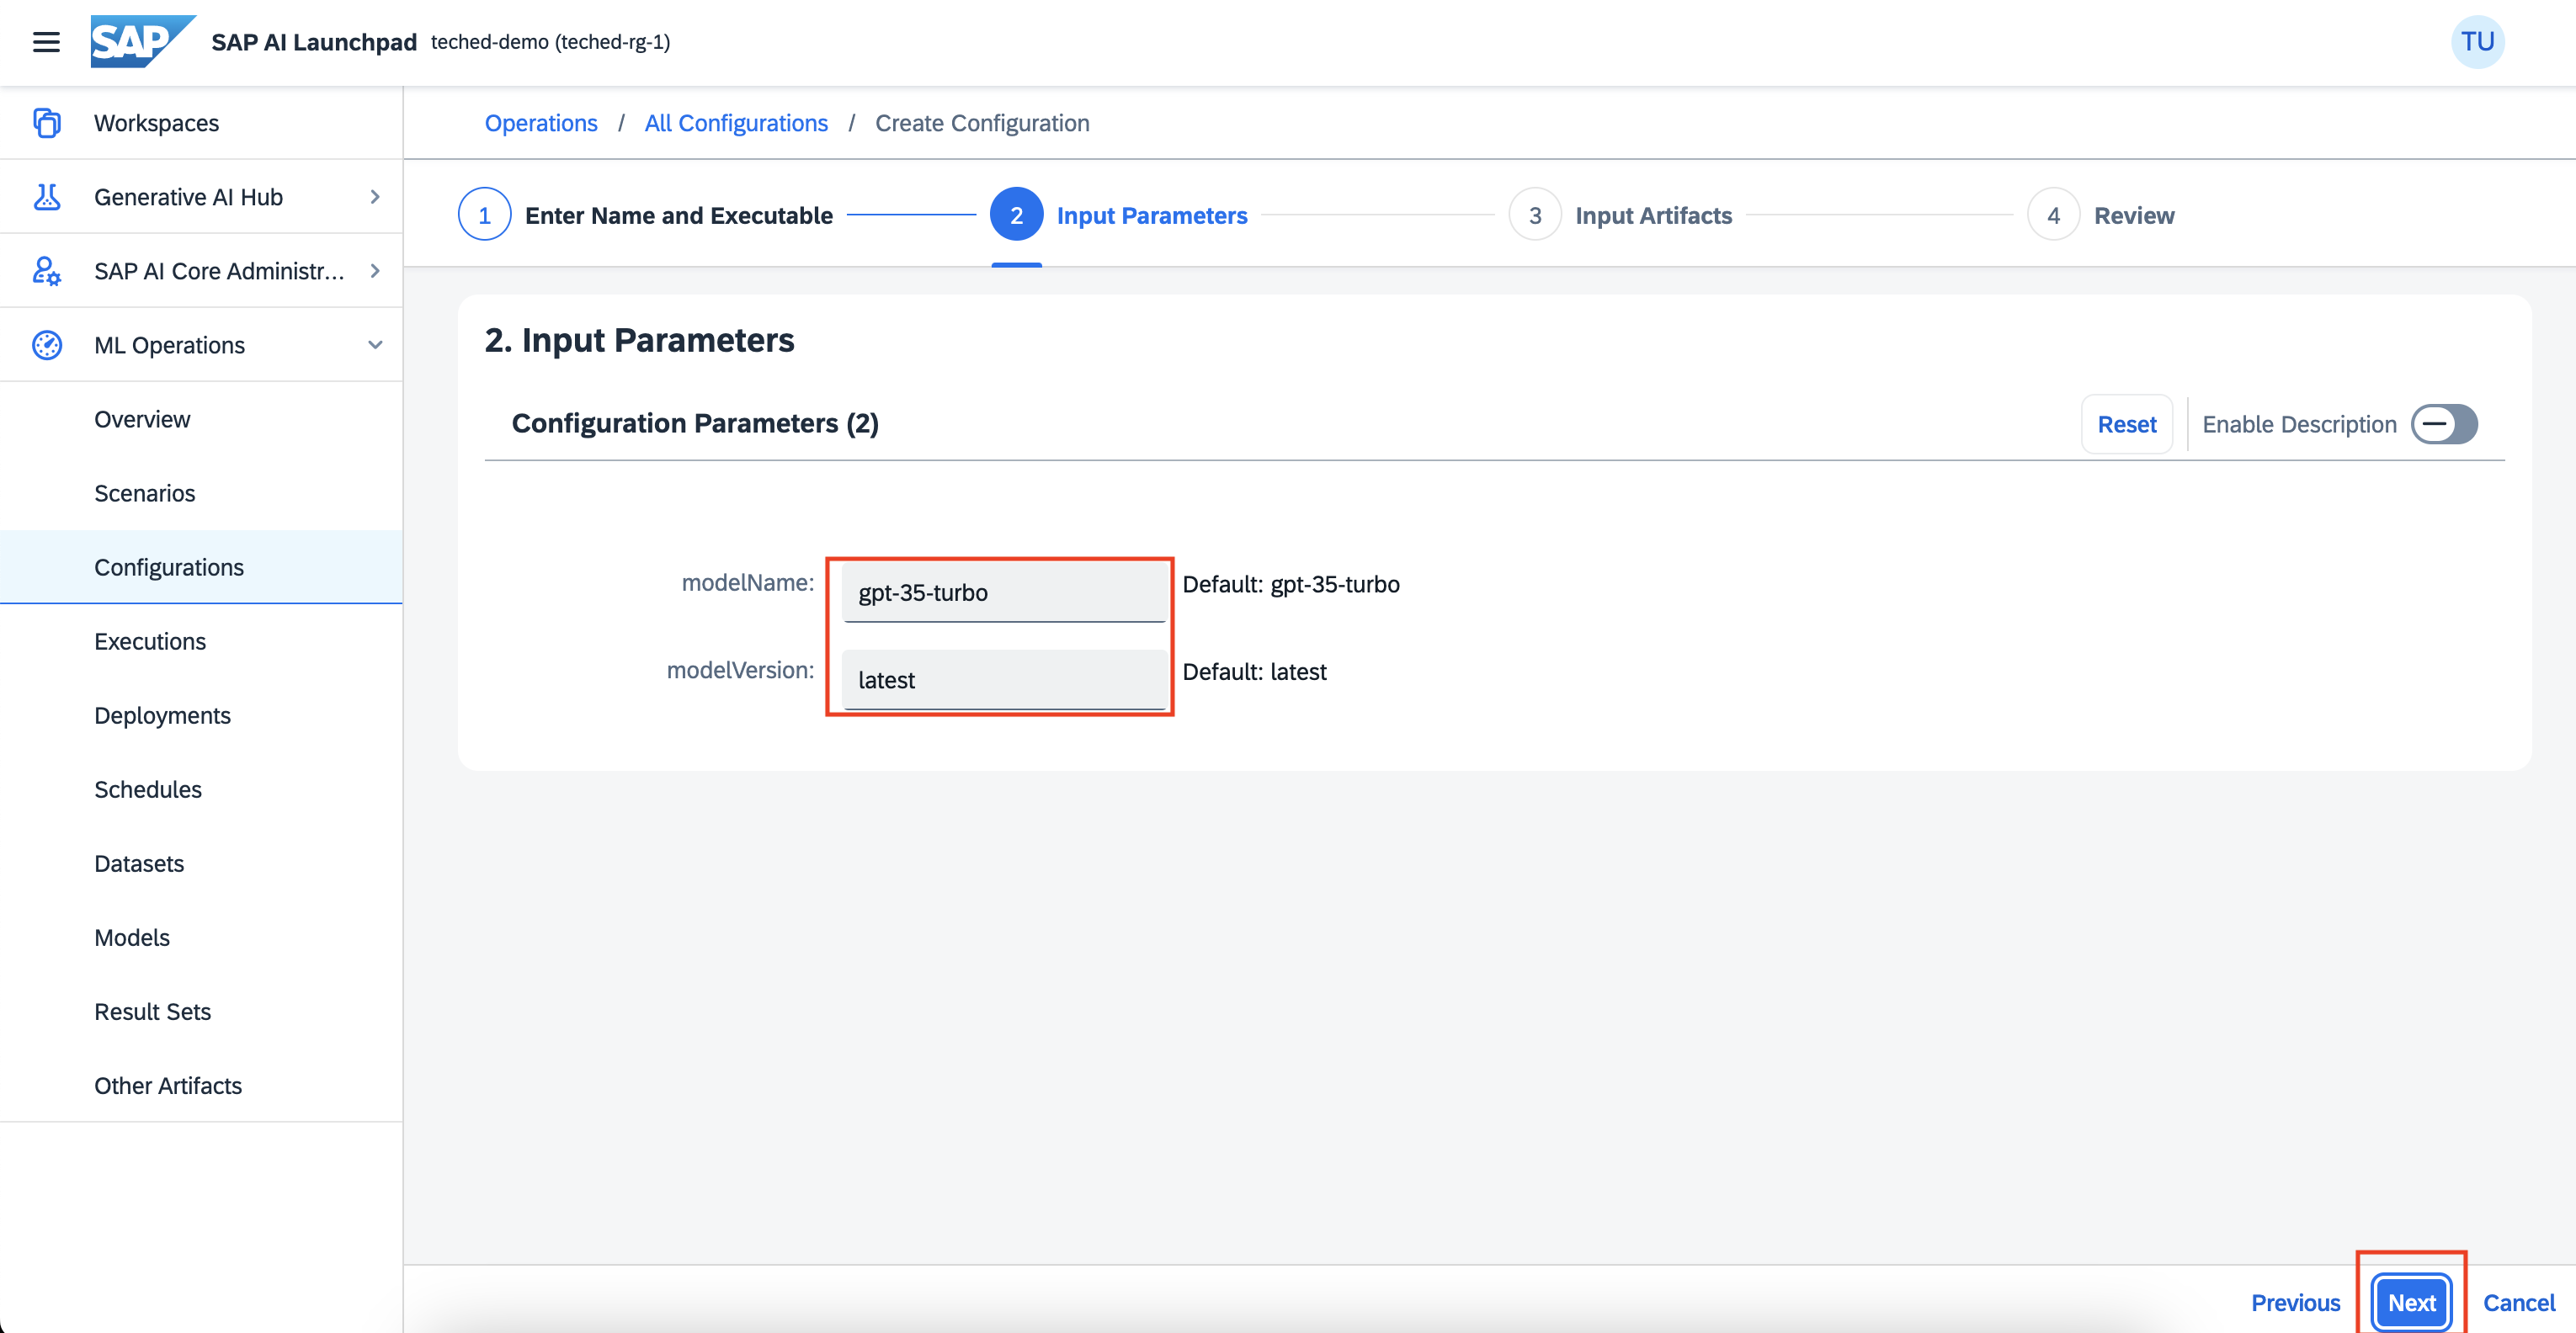 SAP SAP AI Launchpad teched-demo (teched-rg-1) TU
Workspaces
Generative AI Hub
SAP AI Core Administr...
ML Operations
Overview
Scenarios
Configurations
Executions
Deployments
Schedules
Datasets
Models
Result Sets
Other Artifacts
Operations / All Configurations / Create Configuration
1 Enter Name and Executable 2 Input Parameters 3 Input Artifacts 4 Review
2. Input Parameters
Configuration Parameters (2) Reset Enable Description
modelName: gpt-35-turbo Default: gpt-35-turbo
modelVersion: latest Default: latest
Previous Next Cancel